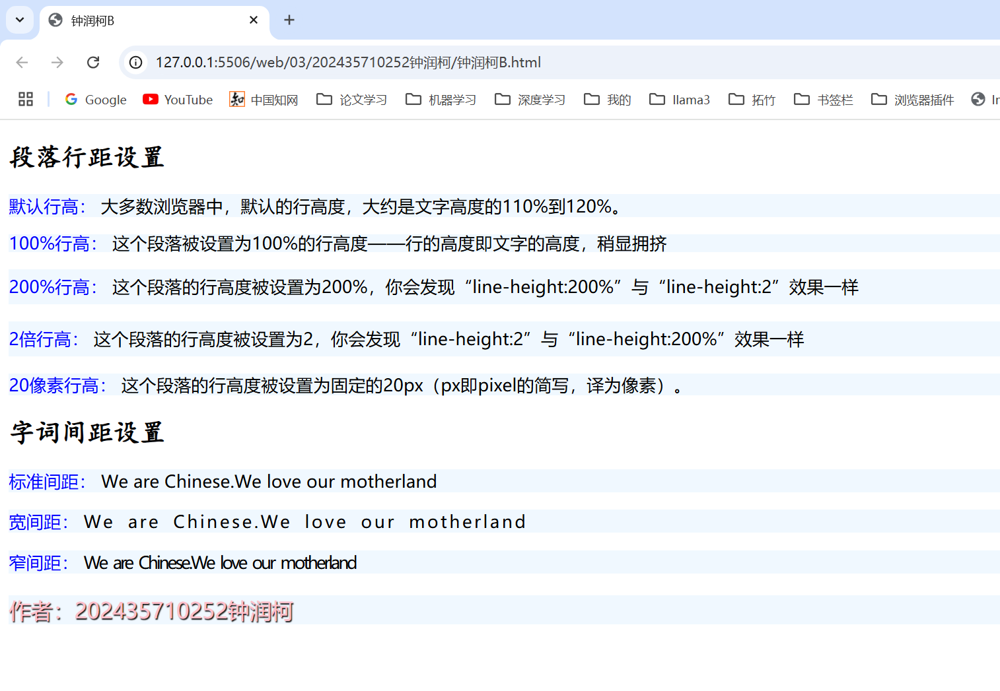 钟润柯B
127.0.0.1:5506/web/03/202435710252钟润柯/钟润柯B.html
Google YouTube 中国知网 论文学习 机器学习 深度学习 我的 llama3 拓竹 书签栏 浏览器插件
段落行距设置
默认行高： 大多数浏览器中，默认的行高度，大约是文字高度的110%到120%。
100%行高： 这个段落被设置为100%的行高度——行的高度即文字的高度，稍显拥挤
200%行高： 这个段落的行高度被设置为200%，你会发现“line-height:200%”与“line-height:2”效果一样
2倍行高： 这个段落的行高度被设置为2，你会发现“line-height:2”与“line-height:200%”效果一样
20像素行高： 这个段落的行高度被设置为固定的20px（px即pixel的简写，译为像素）。
字词间距设置
标准间距： We are Chinese.We love our motherland
宽间距： We are Chinese.We love our motherland
窄间距： We are Chinese.We love our motherland
作者：202435710252钟润柯